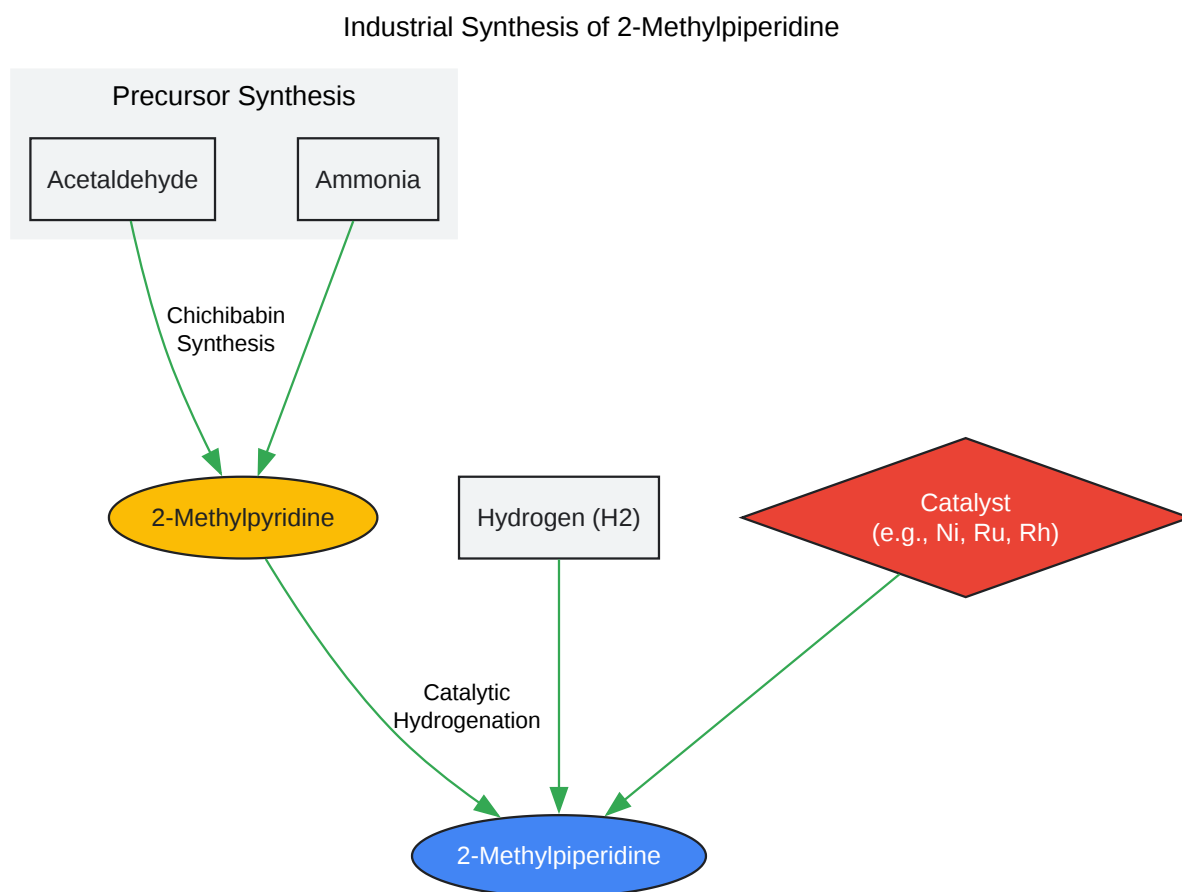 Industrial Synthesis of 2-Methylpiperidine
Precursor Synthesis
Acetaldehyde
Ammonia
Chichibabin
Synthesis
2-Methylpyridine
Hydrogen (H2)
Catalyst
(e.g., Ni, Ru, Rh)
Catalytic
Hydrogenation
2-Methylpiperidine